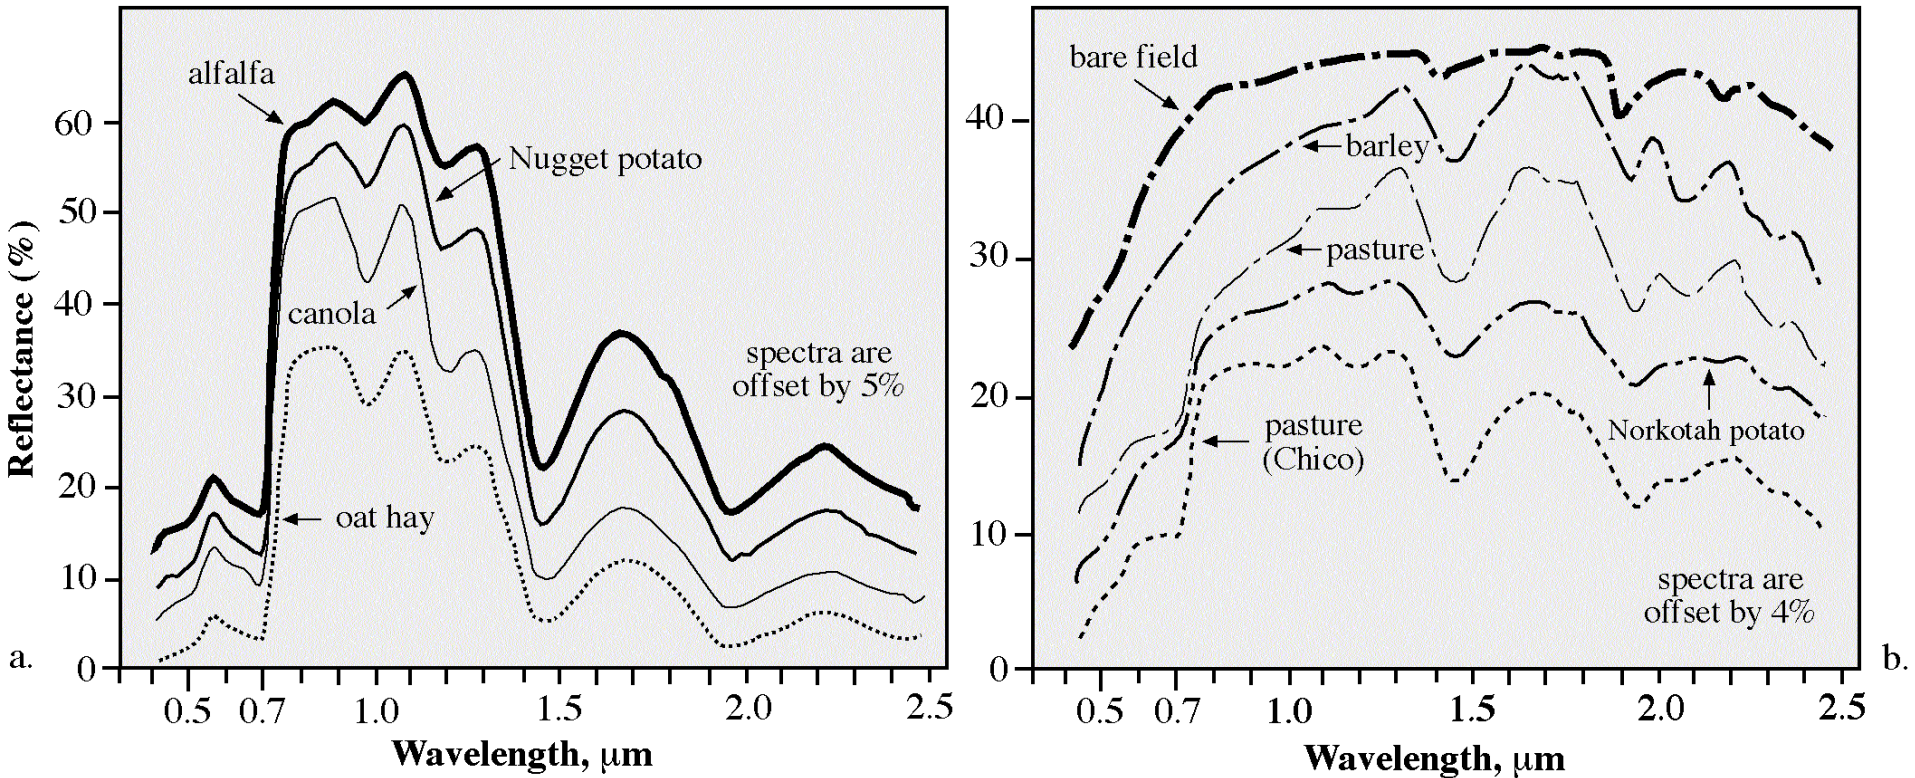 Reflectance (%)
60
50
40
30
20
10
0
alfalfa
Nugget potato
canola
spectra are
offset by 5%
oat hay
a.
0.5 0.7 1.0 1.5 2.0 2.5
Wavelength, μm
40
30
20
10
0
bare field
barley
pasture
Norkotah potato
pasture
(Chico)
spectra are
offset by 4%
b.
0.5 0.7 1.0 1.5 2.0 2.5
Wavelength, μm